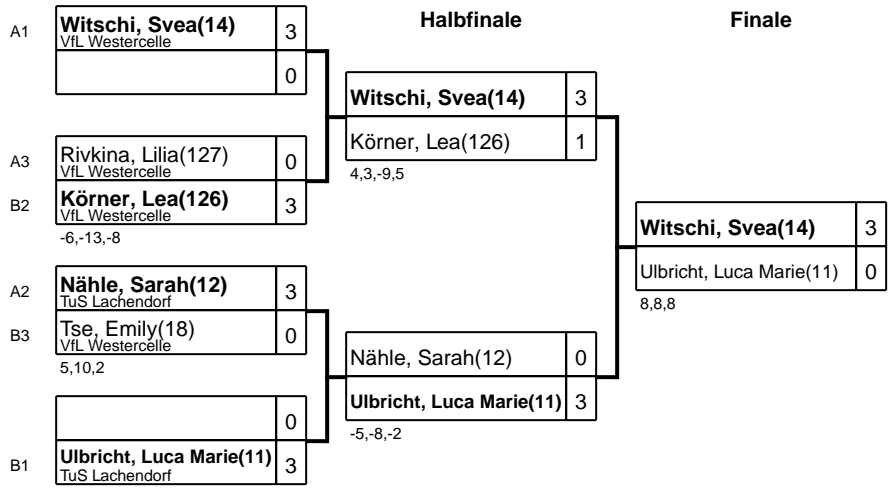 Halbfinale
Finale
A1
Witschi, Svea(14) 3
VfL Westercelle
0
A3
Rivkina, Lilia(127) 0
VfL Westercelle
B2
Körner, Lea(126) 3
VfL Westercelle
-6,-13,-8
A2
Nähle, Sarah(12) 3
TuS Lachendorf
B3
Tse, Emily(18) 0
VfL Westercelle
5,10,2
0
B1
Ulbricht, Luca Marie(11) 3
TuS Lachendorf
Witschi, Svea(14) 3
Körner, Lea(126) 1
4,3,-9,5
Nähle, Sarah(12) 0
Ulbricht, Luca Marie(11) 3
-5,-8,-2
Witschi, Svea(14) 3
Ulbricht, Luca Marie(11) 0
8,8,8